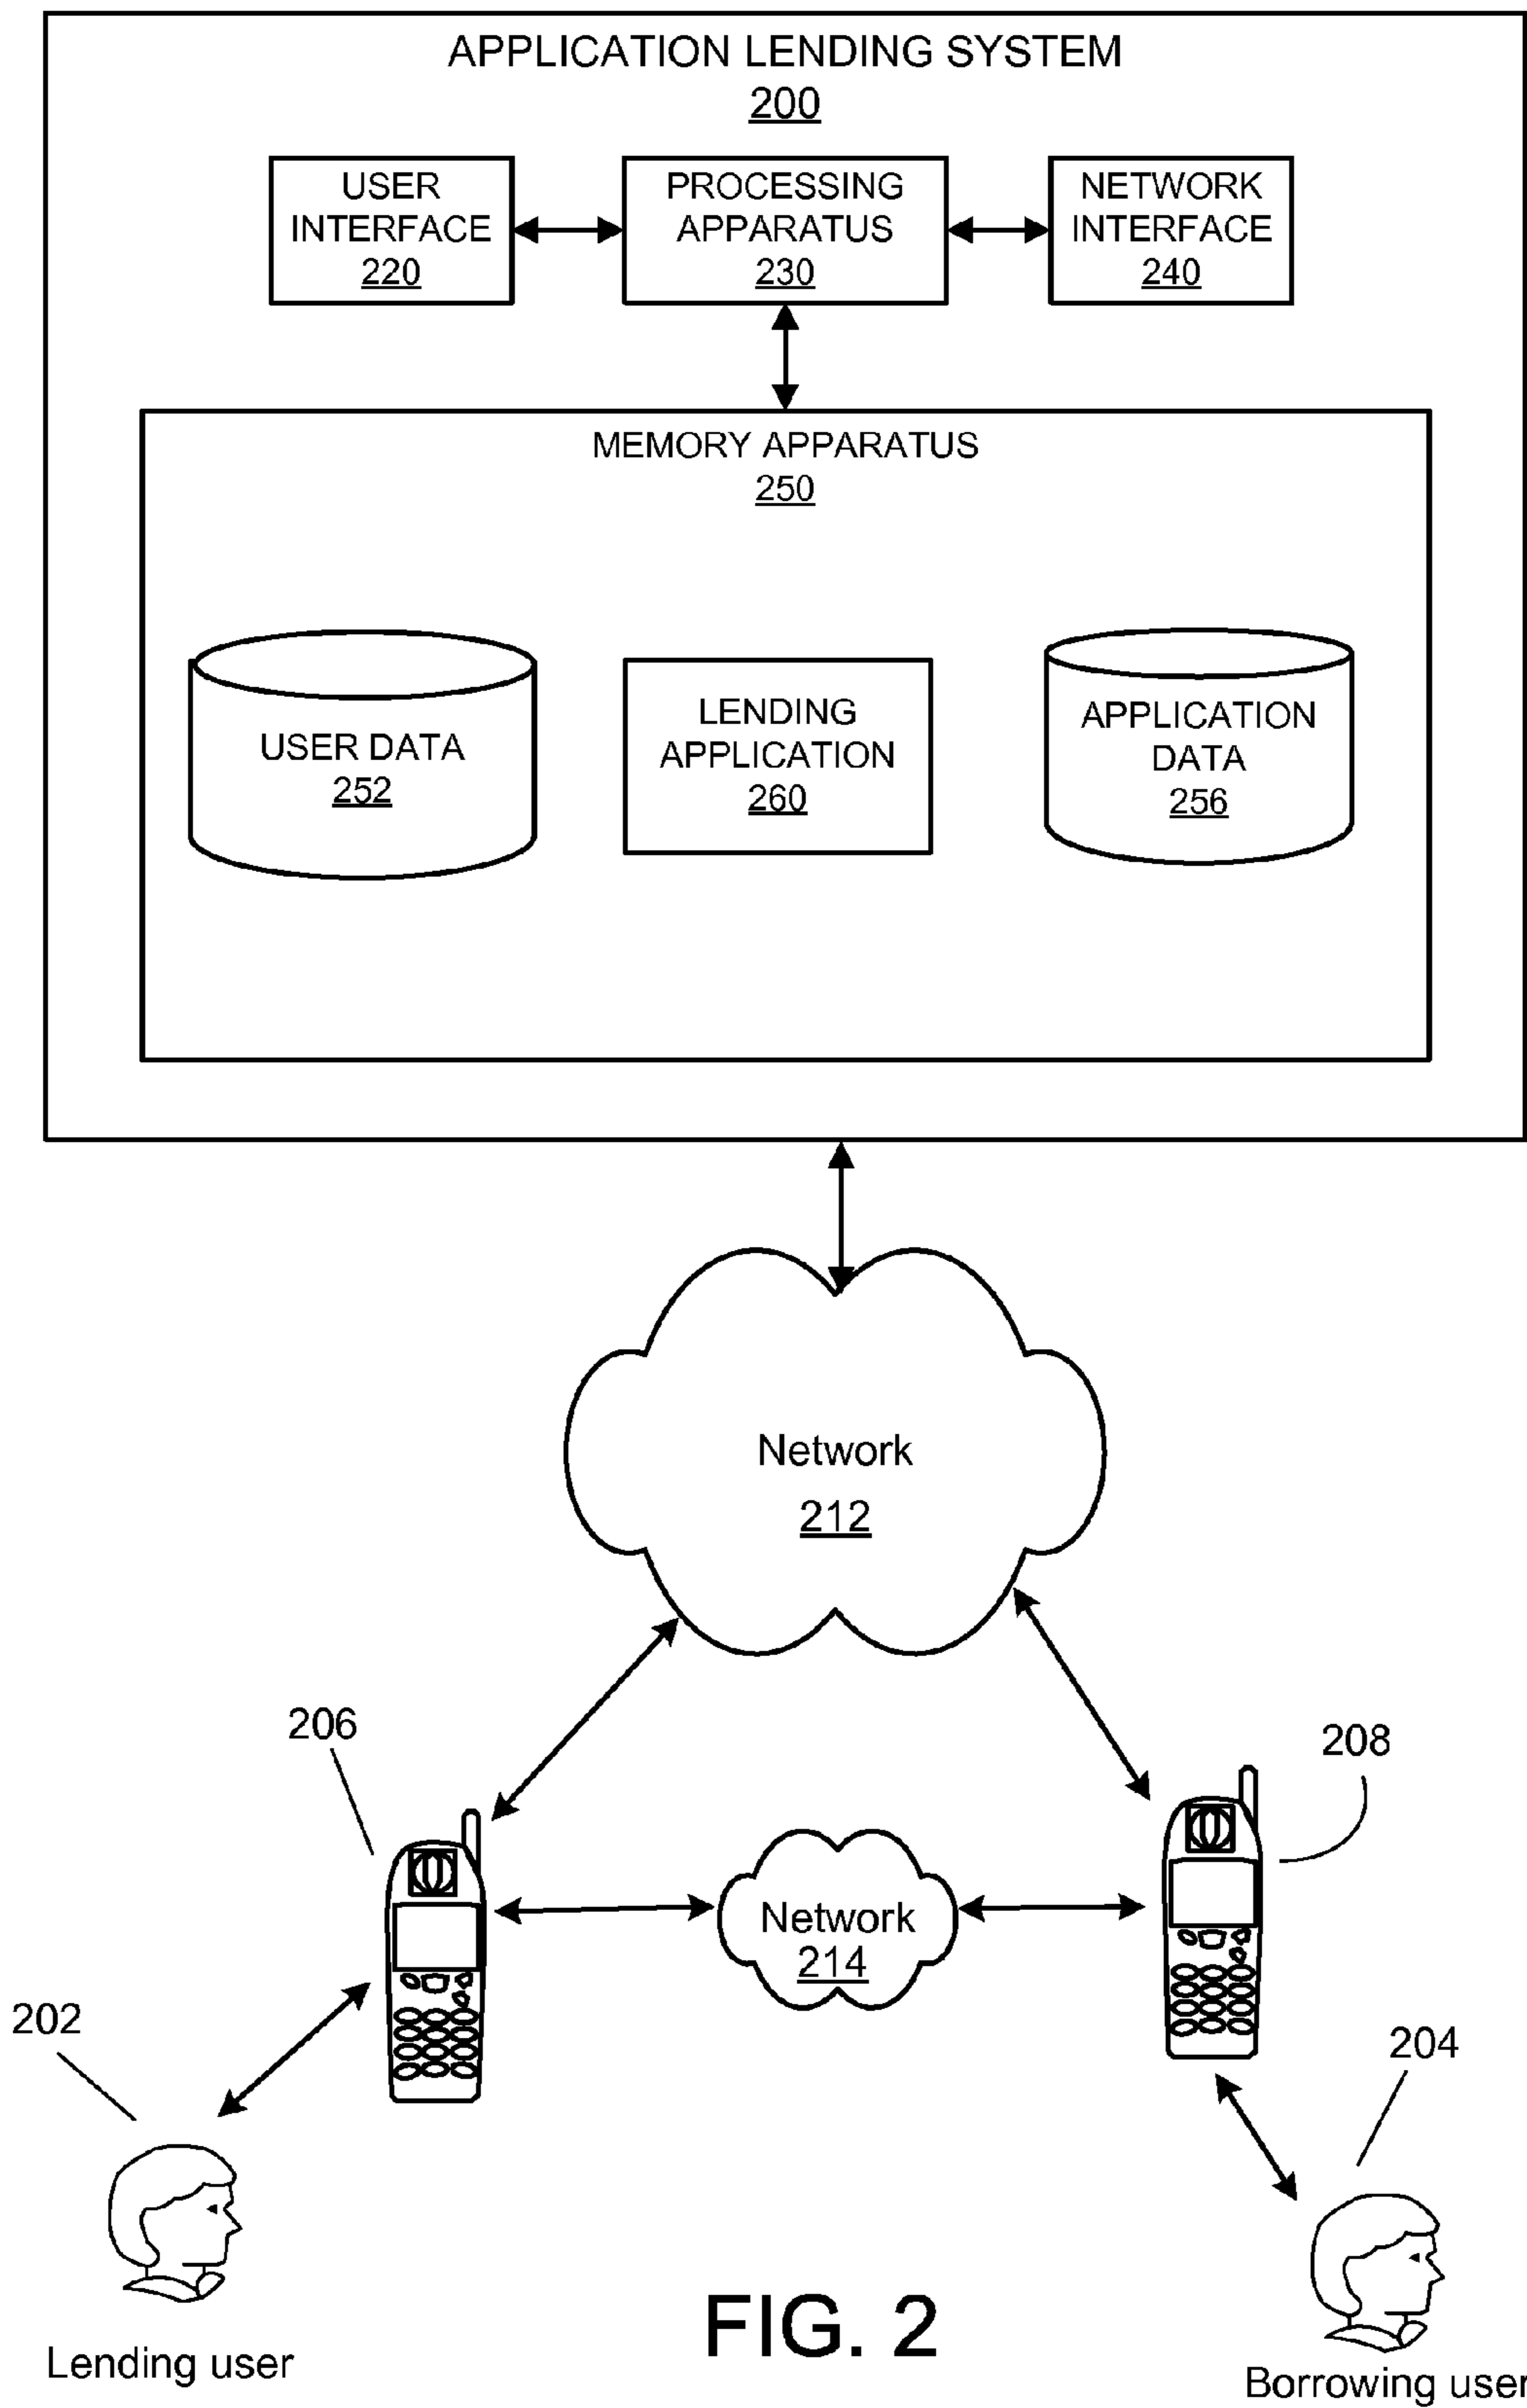 APPLICATION LENDING SYSTEM
200
USER
INTERFACE
220
PROCESSING
APPARATUS
230
NETWORK
INTERFACE
240
MEMORY APPARATUS
250
USER DATA
252
LENDING
APPLICATION
260
APPLICATION
DATA
256
Network
212
206
208
Network
214
202
204
Lending user
FIG. 2
Borrowing user